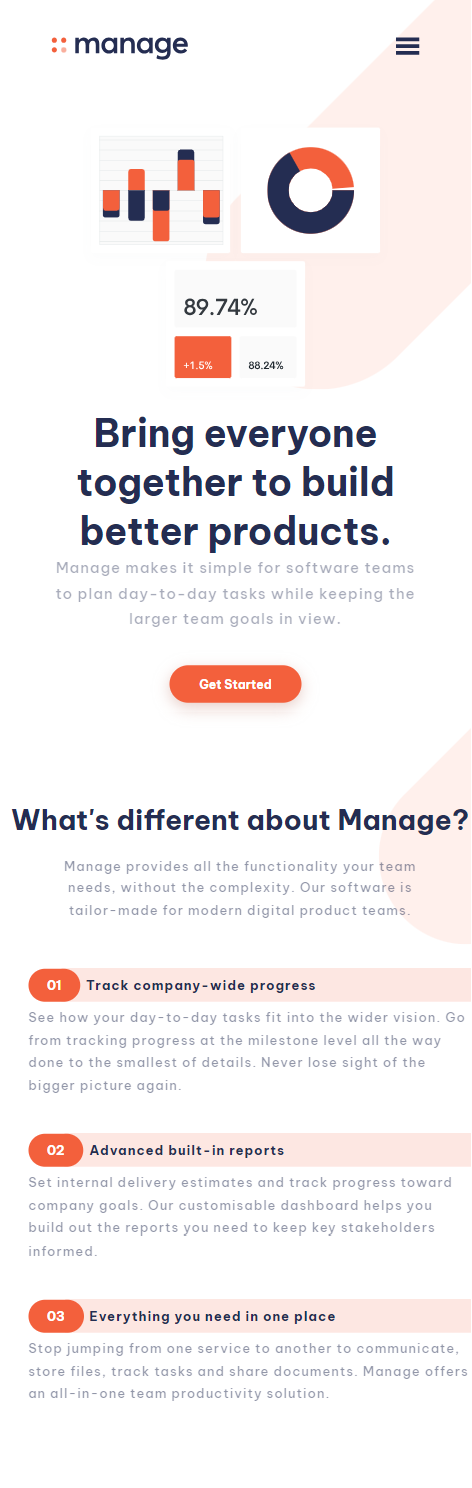 manage
89.74%
+1.5%
88.24%
Bring everyone
together to build
better products.
Manage makes it simple for software teams
to plan day-to-day tasks while keeping the
larger team goals in view.
Get Started
What's different about Manage?
Manage provides all the functionality your team
needs, without the complexity. Our software is
tailor-made for modern digital product teams.
01 Track company-wide progress
See how your day-to-day tasks fit into the wider vision. Go
from tracking progress at the milestone level all the way
done to the smallest of details. Never lose sight of the
bigger picture again.
02 Advanced built-in reports
Set internal delivery estimates and track progress toward
company goals. Our customisable dashboard helps you
build out the reports you need to keep key stakeholders
informed.
03 Everything you need in one place
Stop jumping from one service to another to communicate,
store files, track tasks and share documents. Manage offers
an all-in-one team productivity solution.